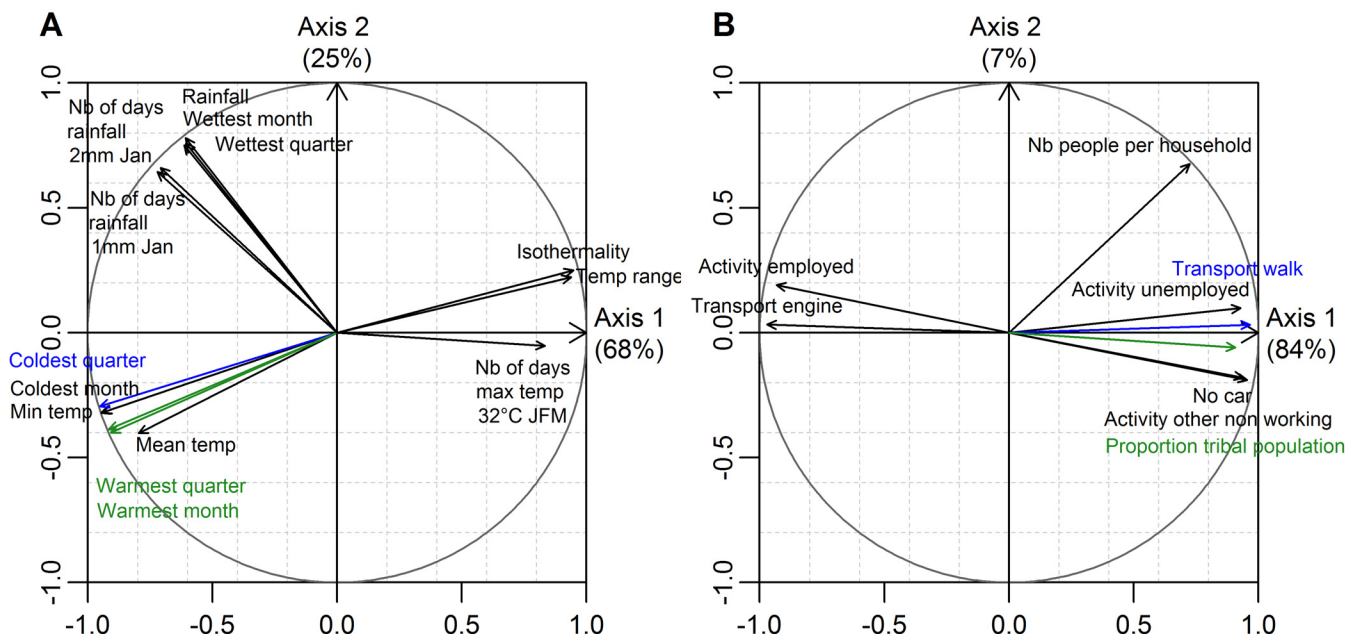 A
Axis 2
(25%)
1.0
0.5
0.0
-0.5
-1.0
Nb of days
rainfall
2mm Jan
Rainfall
Wettest month
Wettest quarter
Nb of days
rainfall
1mm Jan
Isothermality
Temp range
Axis 1
(68%)
Nb of days
max temp
32°C JFM
Coldest quarter
Coldest month
Min temp
Mean temp
Warmest quarter
Warmest month
-1.0 -0.5 0.0 0.5 1.0
B
Axis 2
(7%)
1.0
0.5
0.0
-0.5
-1.0
Nb people per household
Activity employed
Transport engine
Transport walk
Activity unemployed
Axis 1
(84%)
No car
Activity other non working
Proportion tribal population
-1.0 -0.5 0.0 0.5 1.0